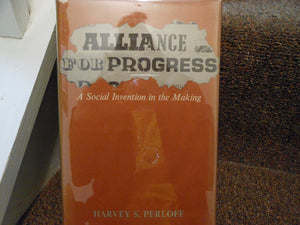 ALLIANCE
FOR PROGRESS
A Social Invention in the Making
HARVEY S. PERLOFF